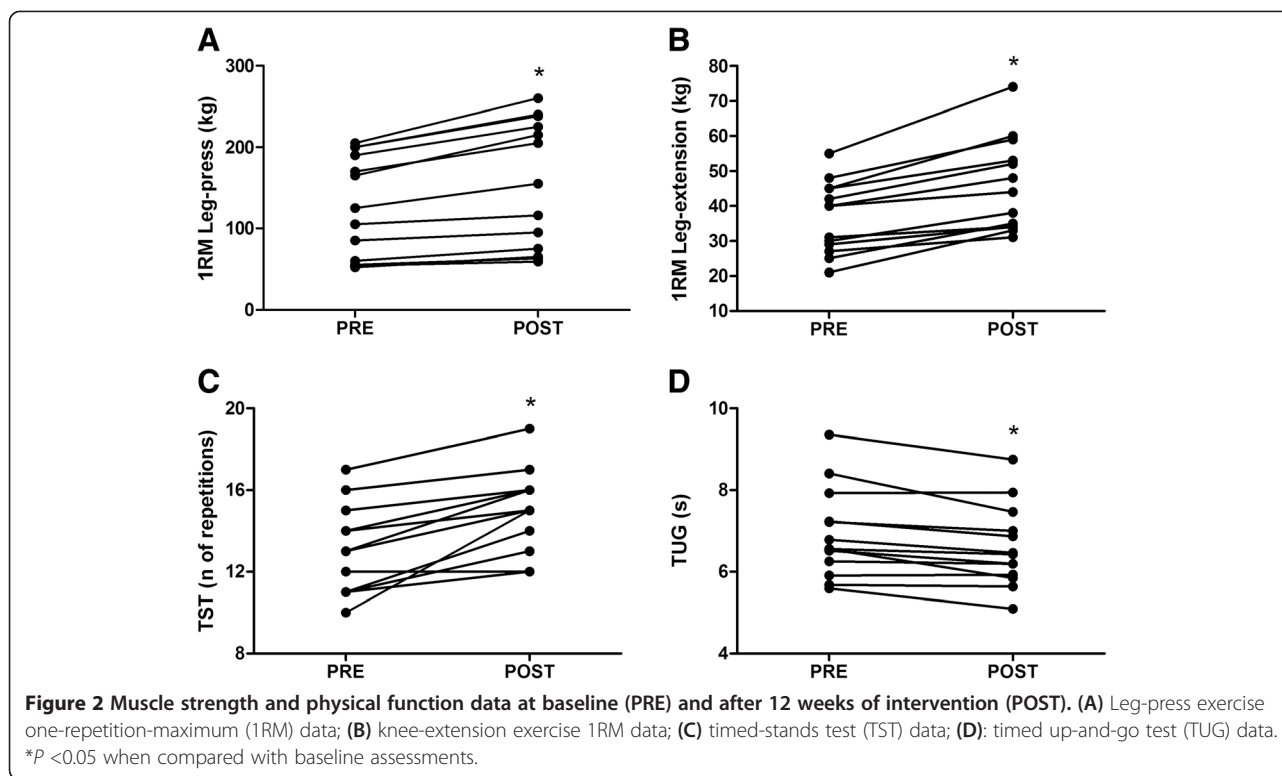 A
1RM Leg-press (kg)
300
200
100
0
*
PRE
POST
B
1RM Leg-extension (kg)
80
70
60
50
40
30
20
10
*
PRE
POST
C
TST (n of repetitions)
20
16
12
8
*
PRE
POST
D
TUG (s)
10
8
6
4
*
PRE
POST
Figure 2 Muscle strength and physical function data at baseline (PRE) and after 12 weeks of intervention (POST). (A) Leg-press exercise
one-repetition-maximum (1RM) data; (B) knee-extension exercise 1RM data; (C) timed-stands test (TST) data; (D): timed up-and-go test (TUG) data.
*P <0.05 when compared with baseline assessments.